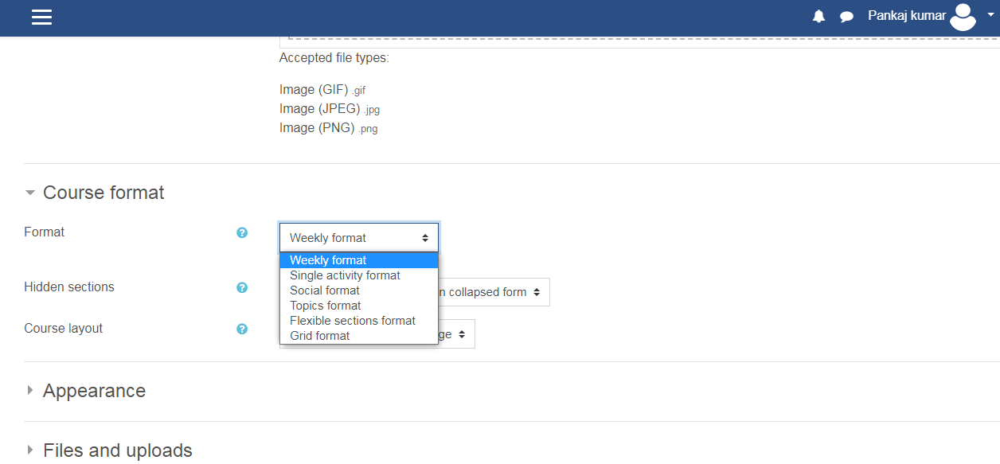 Pankaj kumar
Accepted file types:
Image (GIF) .gif
Image (JPEG) .jpg
Image (PNG) .png
Course format
Format
Weekly format
Weekly format
Single activity format
Social format
Topics format
Flexible sections format
Grid format
Hidden sections
n collapsed form
Course layout
ge
Appearance
Files and uploads